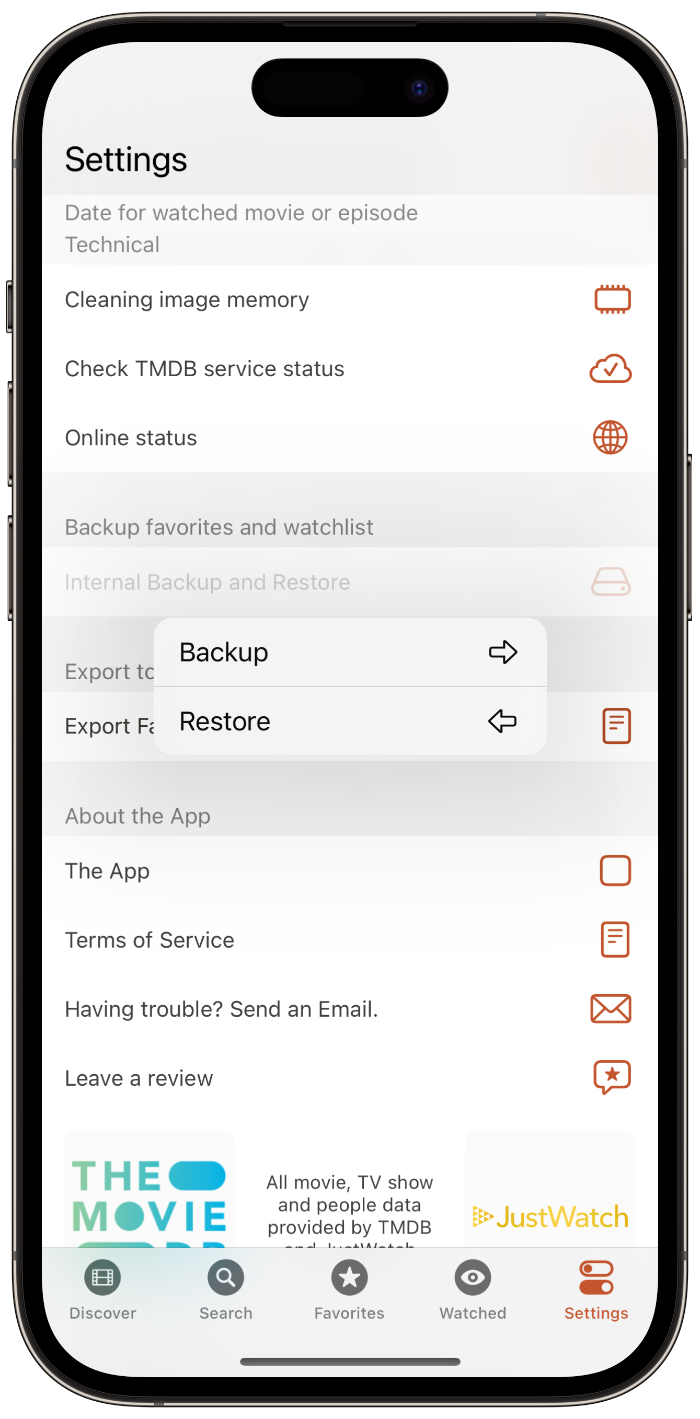 Settings
Date for watched movie or episode
Technical
Cleaning image memory
Check TMDB service status
Online status
Backup favorites and watchlist
Internal Backup and Restore
Backup
Export to
Restore
Export Fa
About the App
The App
Terms of Service
Having trouble? Send an Email.
Leave a review
THE
MOVIE
DB
All movie, TV show
and people data
provided by TMDB
and JustWatch
JustWatch
Discover
Search
Favorites
Watched
Settings